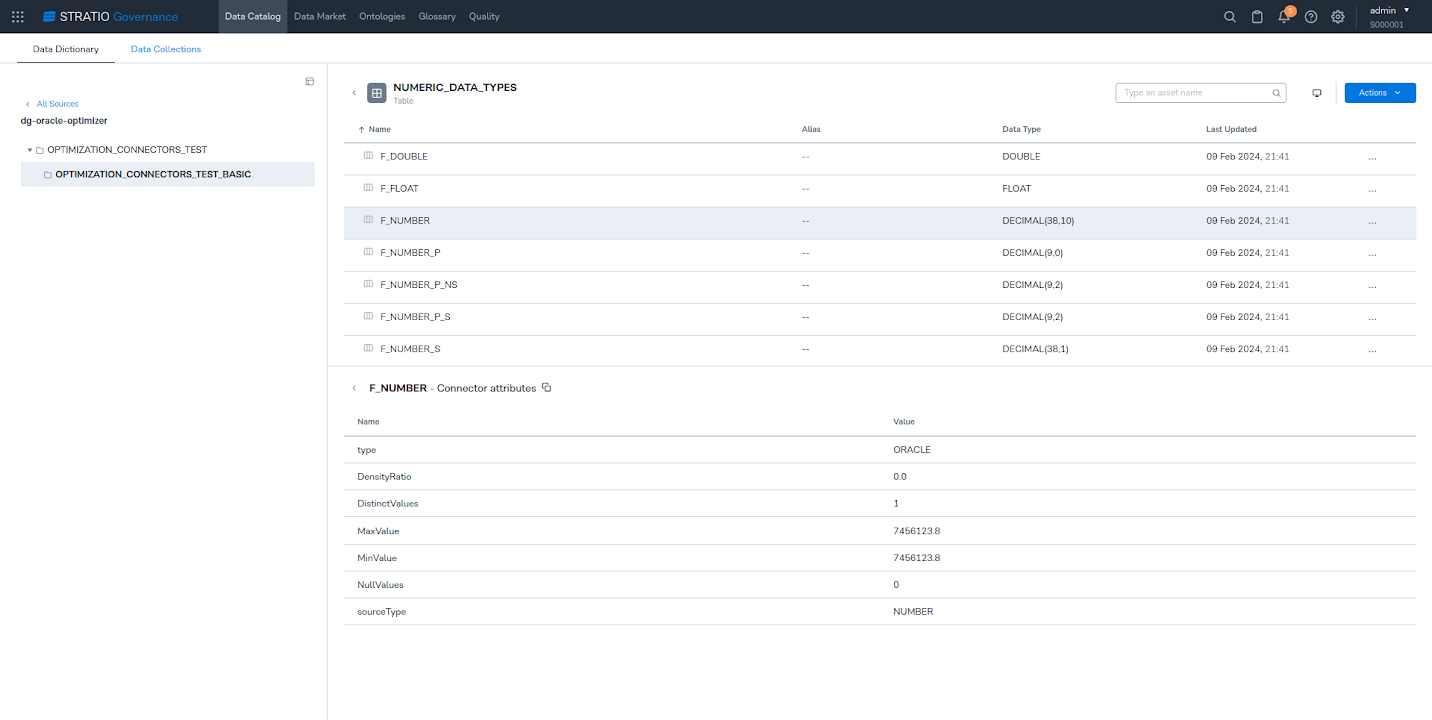 STRATIO Governance
Data Catalog
Data Market
Ontologies
Glossary
Quality
5
admin
S000001
Data Dictionary
Data Collections
All Sources
dg-oracle-optimizer
OPTIMIZATION_CONNECTORS_TEST
OPTIMIZATION_CONNECTORS_TEST_BASIC
NUMERIC_DATA_TYPES
Table
Type an asset name
Actions
Name Alias Data Type Last Updated
F_DOUBLE -- DOUBLE 09 Feb 2024, 21:41 ...
F_FLOAT -- FLOAT 09 Feb 2024, 21:41 ...
F_NUMBER -- DECIMAL(38,10) 09 Feb 2024, 21:41 ...
F_NUMBER_P -- DECIMAL(9,0) 09 Feb 2024, 21:41 ...
F_NUMBER_P_NS -- DECIMAL(9,2) 09 Feb 2024, 21:41 ...
F_NUMBER_P_S -- DECIMAL(9,2) 09 Feb 2024, 21:41 ...
F_NUMBER_S -- DECIMAL(38,1) 09 Feb 2024, 21:41 ...
F_NUMBER - Connector attributes
Name Value
type ORACLE
DensityRatio 0.0
DistinctValues 1
MaxValue 7456123.8
MinValue 7456123.8
NullValues 0
sourceType NUMBER